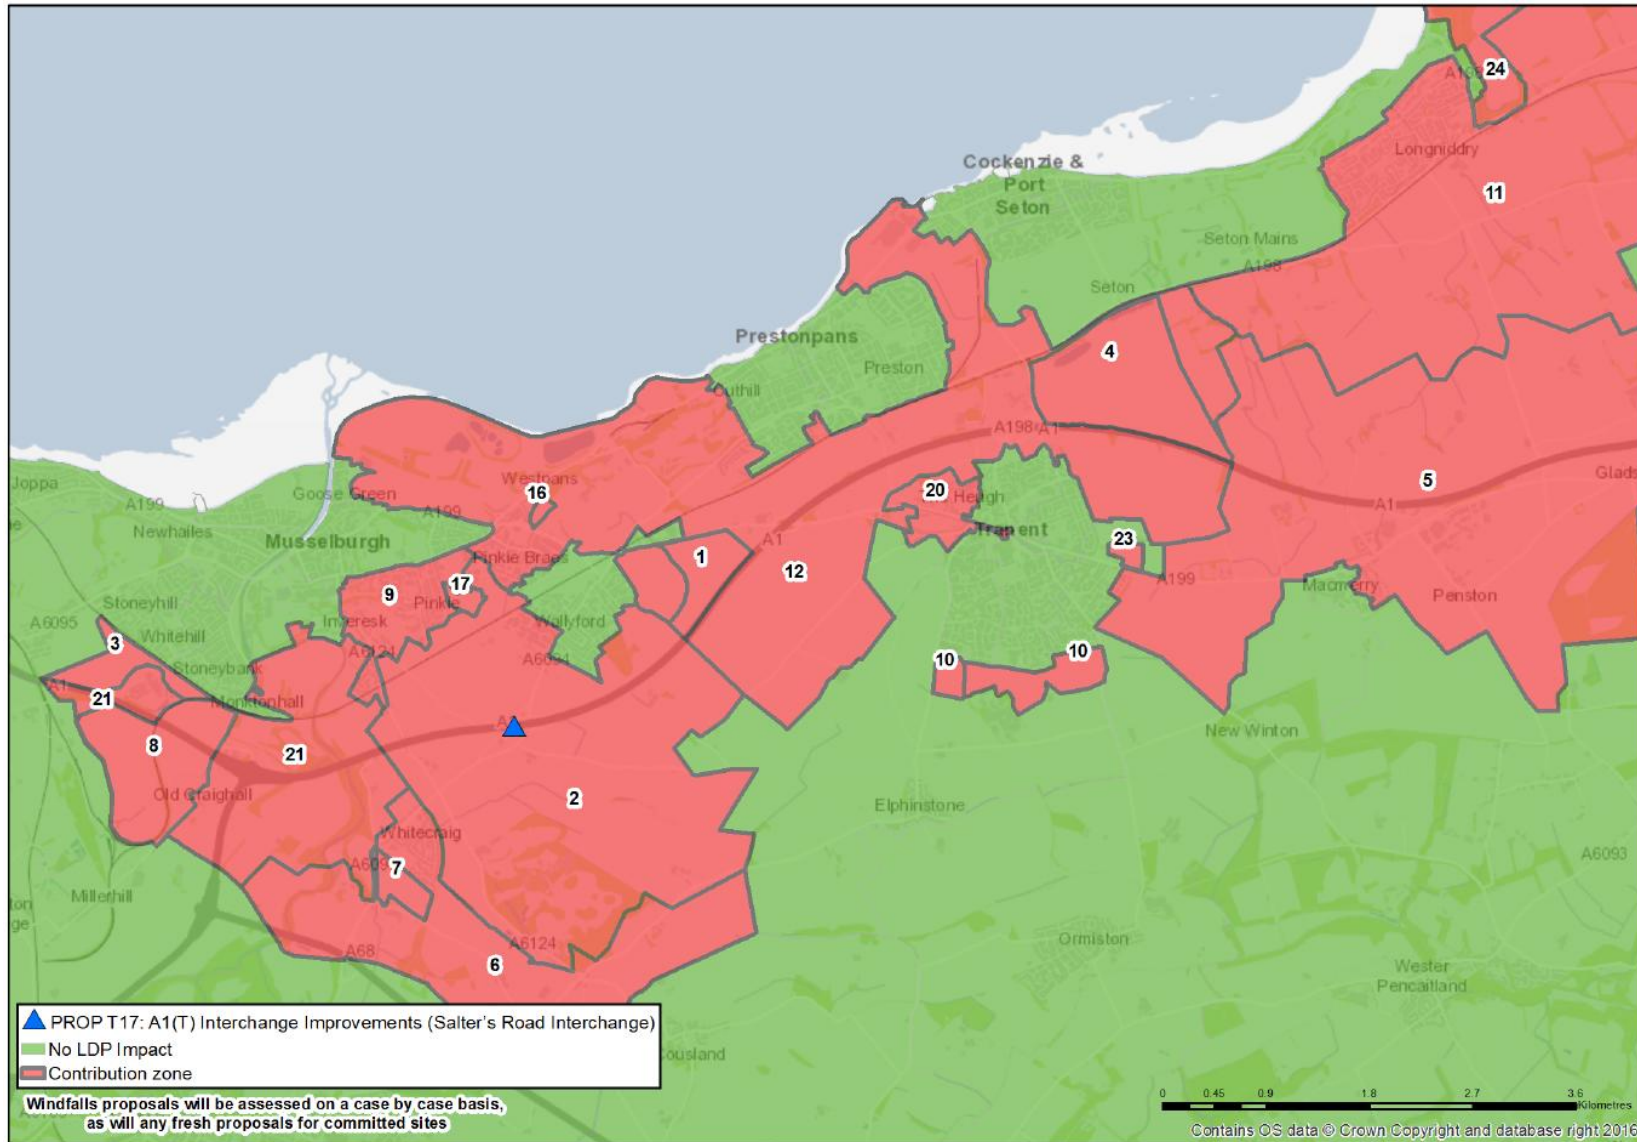 24
A198
Longniddry
Cockenzie &
Port
Seton
11
Seton Mains
A198
Seton
Prestonpans
4
Preston
Cuthill
A198
A1
5
Glads
Joppa
A199
Goose Green
Westpans
16
20
A1
Newhailes
A199
Musselburgh
Tranent
Pinkie Braes
1
A1
23
12
17
9
Pinkie
A199
Macmerry
Penston
Stoneyhill
A6095
Inveresk
Wallyford
Whitehill
3
A6124
Stoneybank
A6094
10
10
A1
21
Monktonhall
A1
New Winton
8
21
Old Craighall
2
Elphinstone
Whitecraig
7
A6093
Millerhill
Ormiston
A6124
A68
6
Wester
Pencaitland
Cousland
PROP T17: A1(T) Interchange Improvements (Salter's Road Interchange)
No LDP Impact
Contribution zone
Windfalls proposals will be assessed on a case by case basis,
as will any fresh proposals for committed sites
0 0.45 0.9 1.8 2.7 3.6
Kilometres
Contains OS data © Crown Copyright and database right 2016